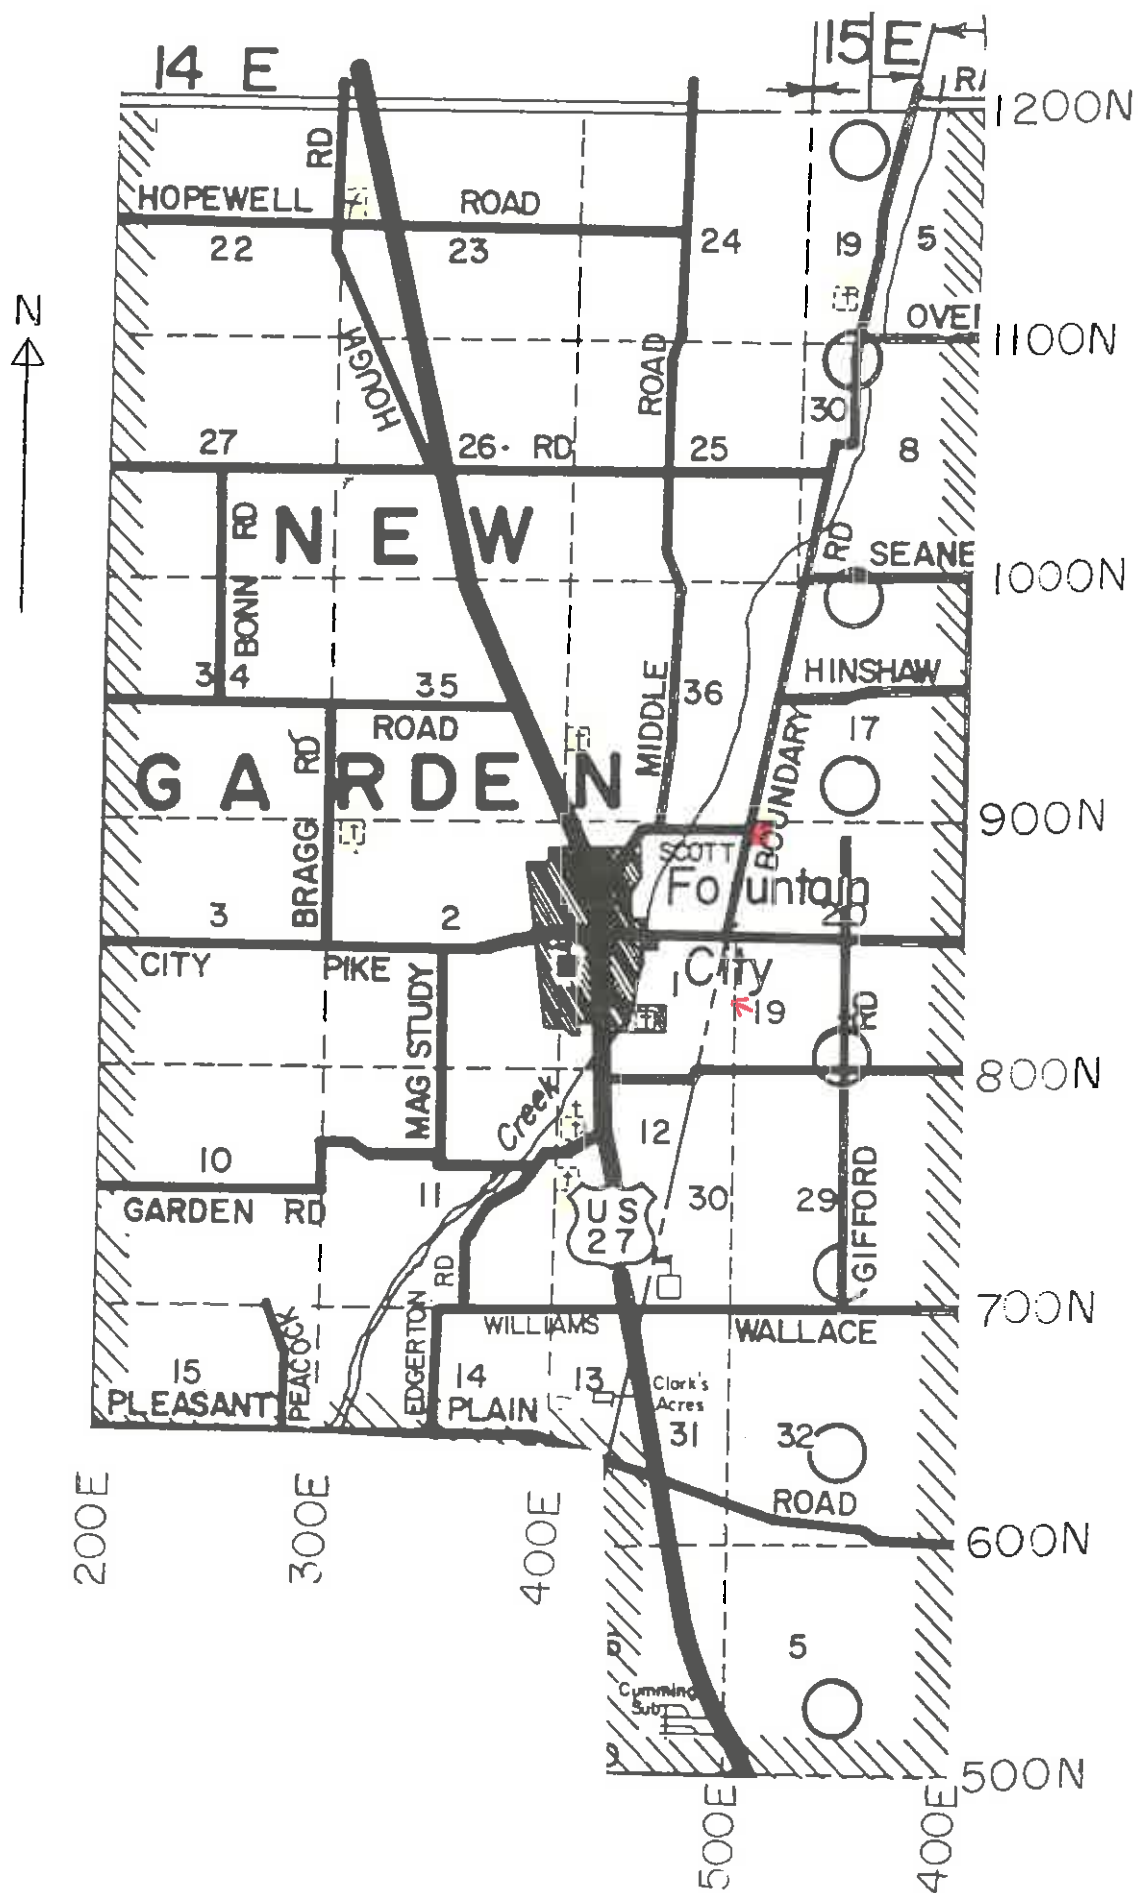 14 E
15 E
1200N
RD
HOPEWELL ROAD
22
23
24
19
5
N
HOUGH
ROAD
1100N
30
27
26
RD
25
8
N E W
BONN RD
RD
SEANE
1000N
34
35
36
HINSHAW
ROAD
MIDDLE
BOUNDARY
17
GARDEN
BRAGG RD
900N
SCOTT
Fountain
City
3
2
20
CITY PIKE
1
19
MAGISTUDY
RD
800N
Creek
12
10
11
30
29
GARDEN RD
US
27
GIFFORD
RD
700N
PEACOCK
EDGERTON
WILLIAMS
WALLACE
15
14
13
Clark's
Acres
PLEASANT
PLAIN
31
32
ROAD
200E
300E
400E
600N
5
Cumming
Sub
500N
500E
400E